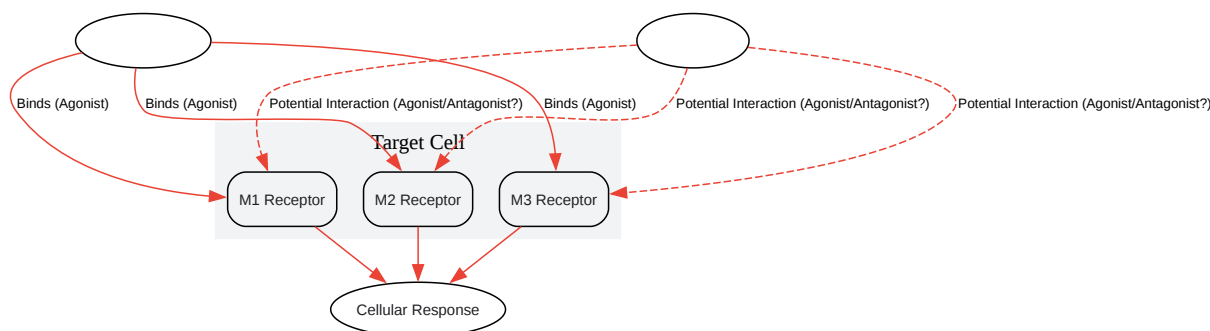 Binds (Agonist)
Binds (Agonist)
Potential Interaction (Agonist/Antagonist?)
Binds (Agonist)
Potential Interaction (Agonist/Antagonist?)
Potential Interaction (Agonist/Antagonist?)
Target Cell
M1 Receptor
M2 Receptor
M3 Receptor
Cellular Response